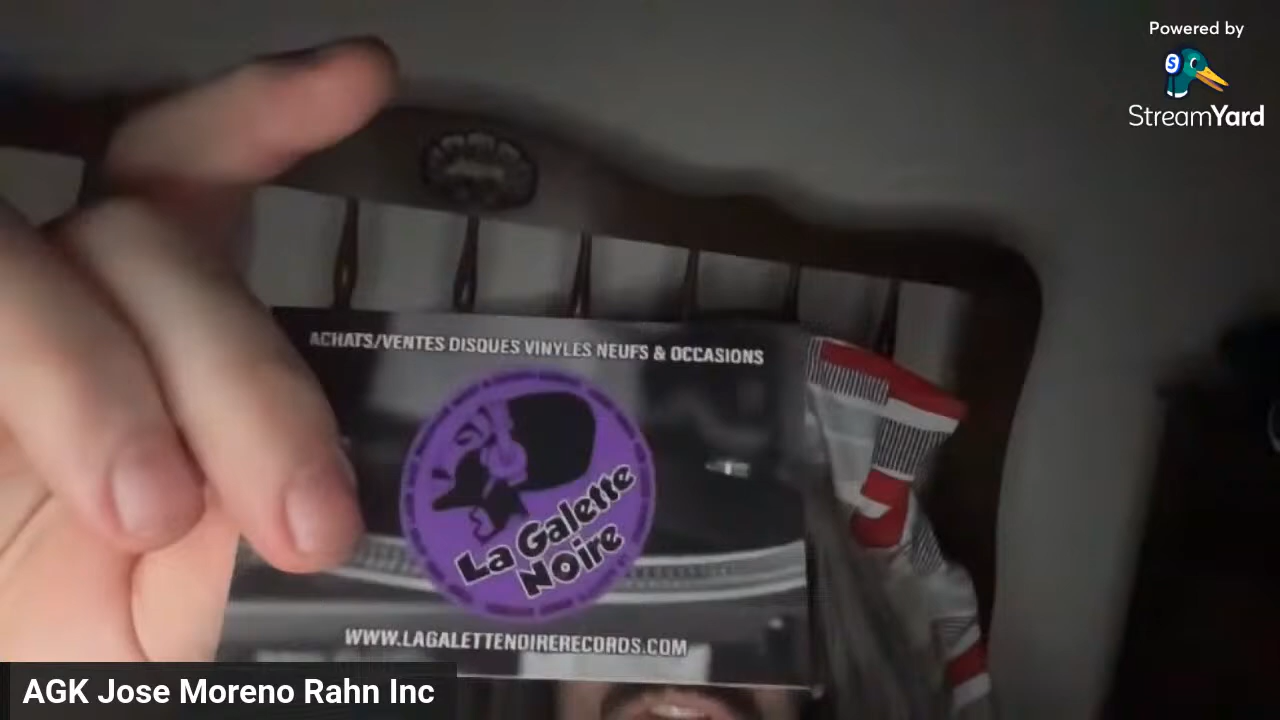 Powered by
StreamYard
ACHATS/VENTES DISQUES VINYLES NEUFS & OCCASIONS
La Galette
Noire
WWW.LAGALETTENOIRERECORDS.COM
AGK Jose Moreno Rahn Inc